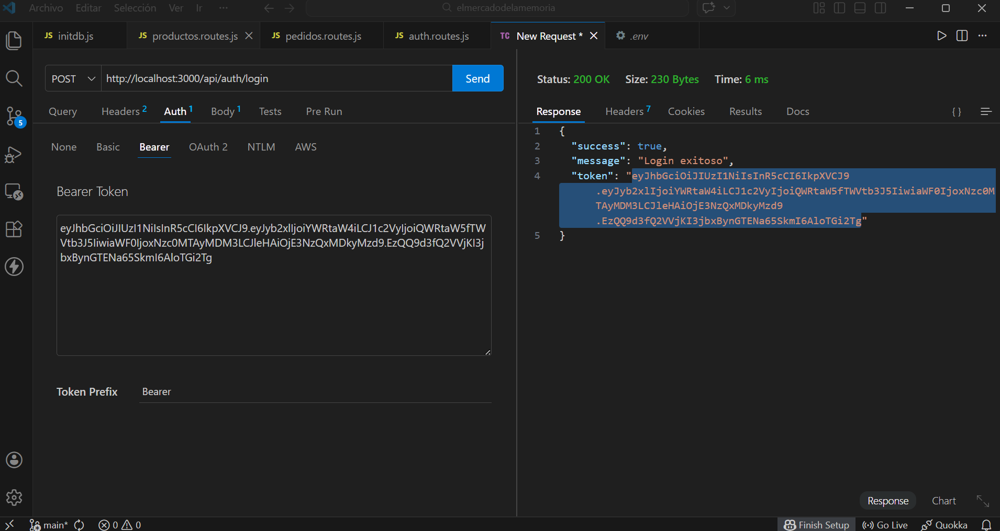 Archivo Editar Selección Ver Ir ··· elmercadodelamemoria
JS initdb.js JS productos.routes.js JS pedidos.routes.js JS auth.routes.js TC New Request * .env
POST http://localhost:3000/api/auth/login Send
Status: 200 OK Size: 230 Bytes Time: 6 ms
Query Headers 2 Auth 1 Body 1 Tests Pre Run
Response Headers 7 Cookies Results Docs { }
None Basic Bearer OAuth 2 NTLM AWS
Bearer Token
eyJhbGciOiJIUzI1NiIsInR5cCI6IkpXVCJ9.eyJyb2xlIjoiYWRtaW4iLCJ1c2VyIjoiQWRtaW5fTW
Vtb3J5IiwiaWF0IjoxNzc0MTAyMDM3LCJleHAiOjE3NzQxMDkyMzd9.EzQQ9d3fQ2VVjKI3j
bxBynGTENa65SkmI6AloTGi2Tg
Token Prefix Bearer
1 {
2 "success": true,
3 "message": "Login exitoso",
4 "token": "eyJhbGciOiJIUzI1NiIsInR5cCI6IkpXVCJ9
.eyJyb2xlIjoiYWRtaW4iLCJ1c2VyIjoiQWRtaW5fTWVtb3J5IiwiaWF0IjoxNzc0M
TAyMDM3LCJleHAiOjE3NzQxMDkyMzd9
.EzQQ9d3fQ2VVjKI3jbxBynGTENa65SkmI6AloTGi2Tg"
5 }
5
Response Chart
main* 0 0 Finish Setup Go Live Quokka